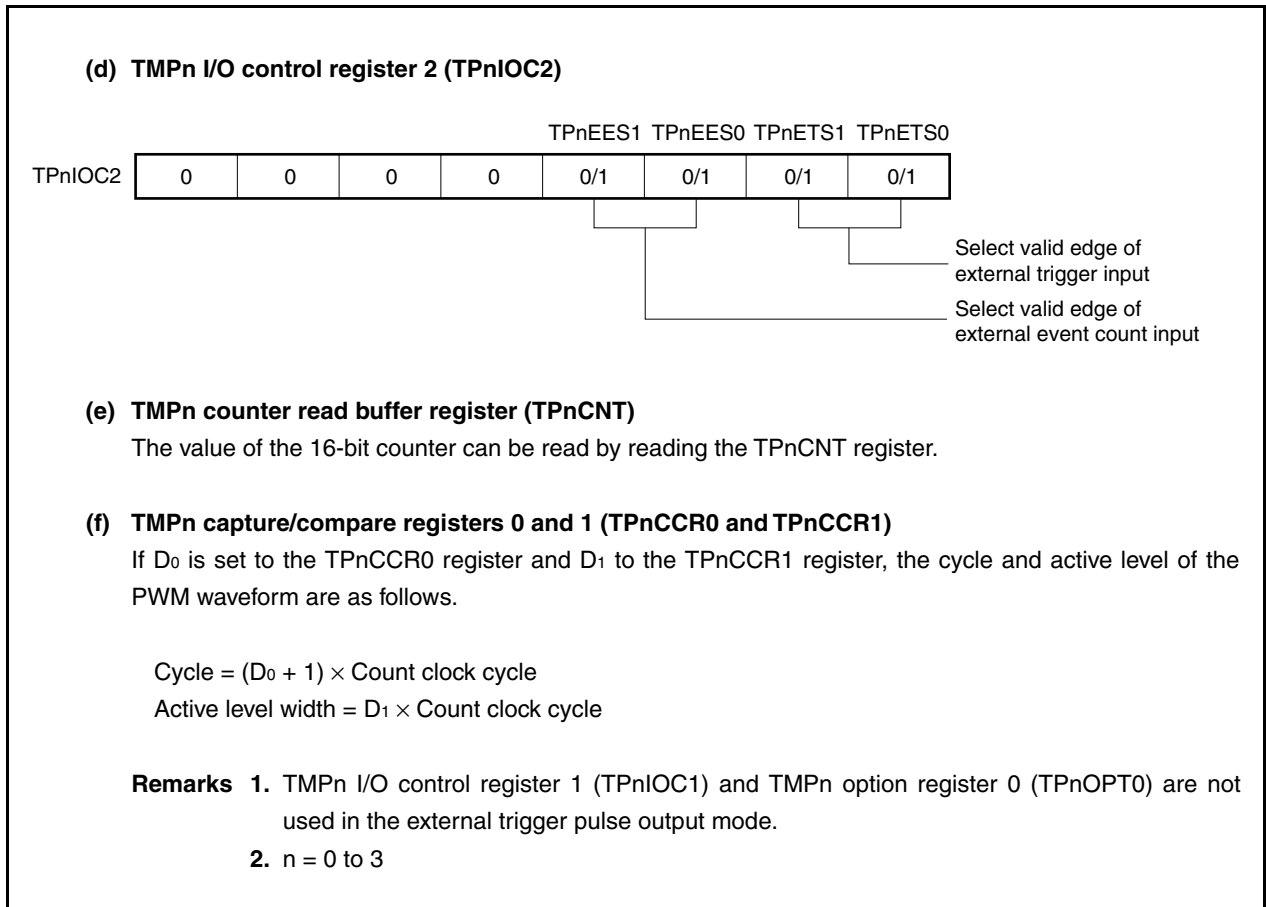 (d) TMPn I/O control register 2 (TPnIOC2)
TPnEES1 TPnEES0 TPnETS1 TPnETS0
TPnIOC2 0 0 0 0 0/1 0/1 0/1 0/1
Select valid edge of
external trigger input
Select valid edge of
external event count input
(e) TMPn counter read buffer register (TPnCNT)
The value of the 16-bit counter can be read by reading the TPnCNT register.
(f) TMPn capture/compare registers 0 and 1 (TPnCCR0 and TPnCCR1)
If D0 is set to the TPnCCR0 register and D1 to the TPnCCR1 register, the cycle and active level of the
PWM waveform are as follows.
Cycle = (D0 + 1) × Count clock cycle
Active level width = D1 × Count clock cycle
Remarks 1. TMPn I/O control register 1 (TPnIOC1) and TMPn option register 0 (TPnOPT0) are not
used in the external trigger pulse output mode.
2. n = 0 to 3